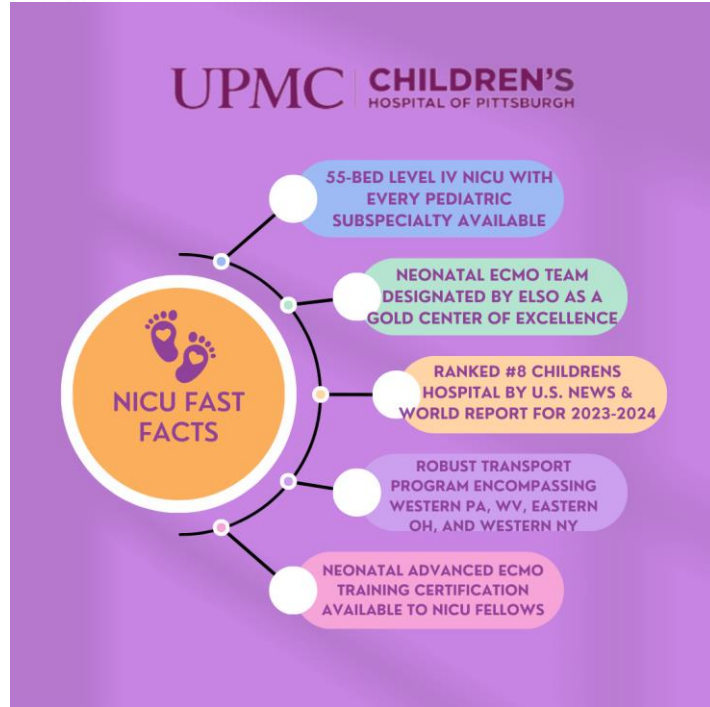 UPMC CHILDREN'S
HOSPITAL OF PITTSBURGH
55-BED LEVEL IV NICU WITH
EVERY PEDIATRIC
SUBSPECIALTY AVAILABLE
NEONATAL ECMO TEAM
DESIGNATED BY ELSO AS A
GOLD CENTER OF EXCELLENCE
NICU FAST
FACTS
RANKED #8 CHILDRENS
HOSPITAL BY U.S. NEWS &
WORLD REPORT FOR 2023-2024
ROBUST TRANSPORT
PROGRAM ENCOMPASSING
WESTERN PA, WV, EASTERN
OH, AND WESTERN NY
NEONATAL ADVANCED ECMO
TRAINING CERTIFICATION
AVAILABLE TO NICU FELLOWS